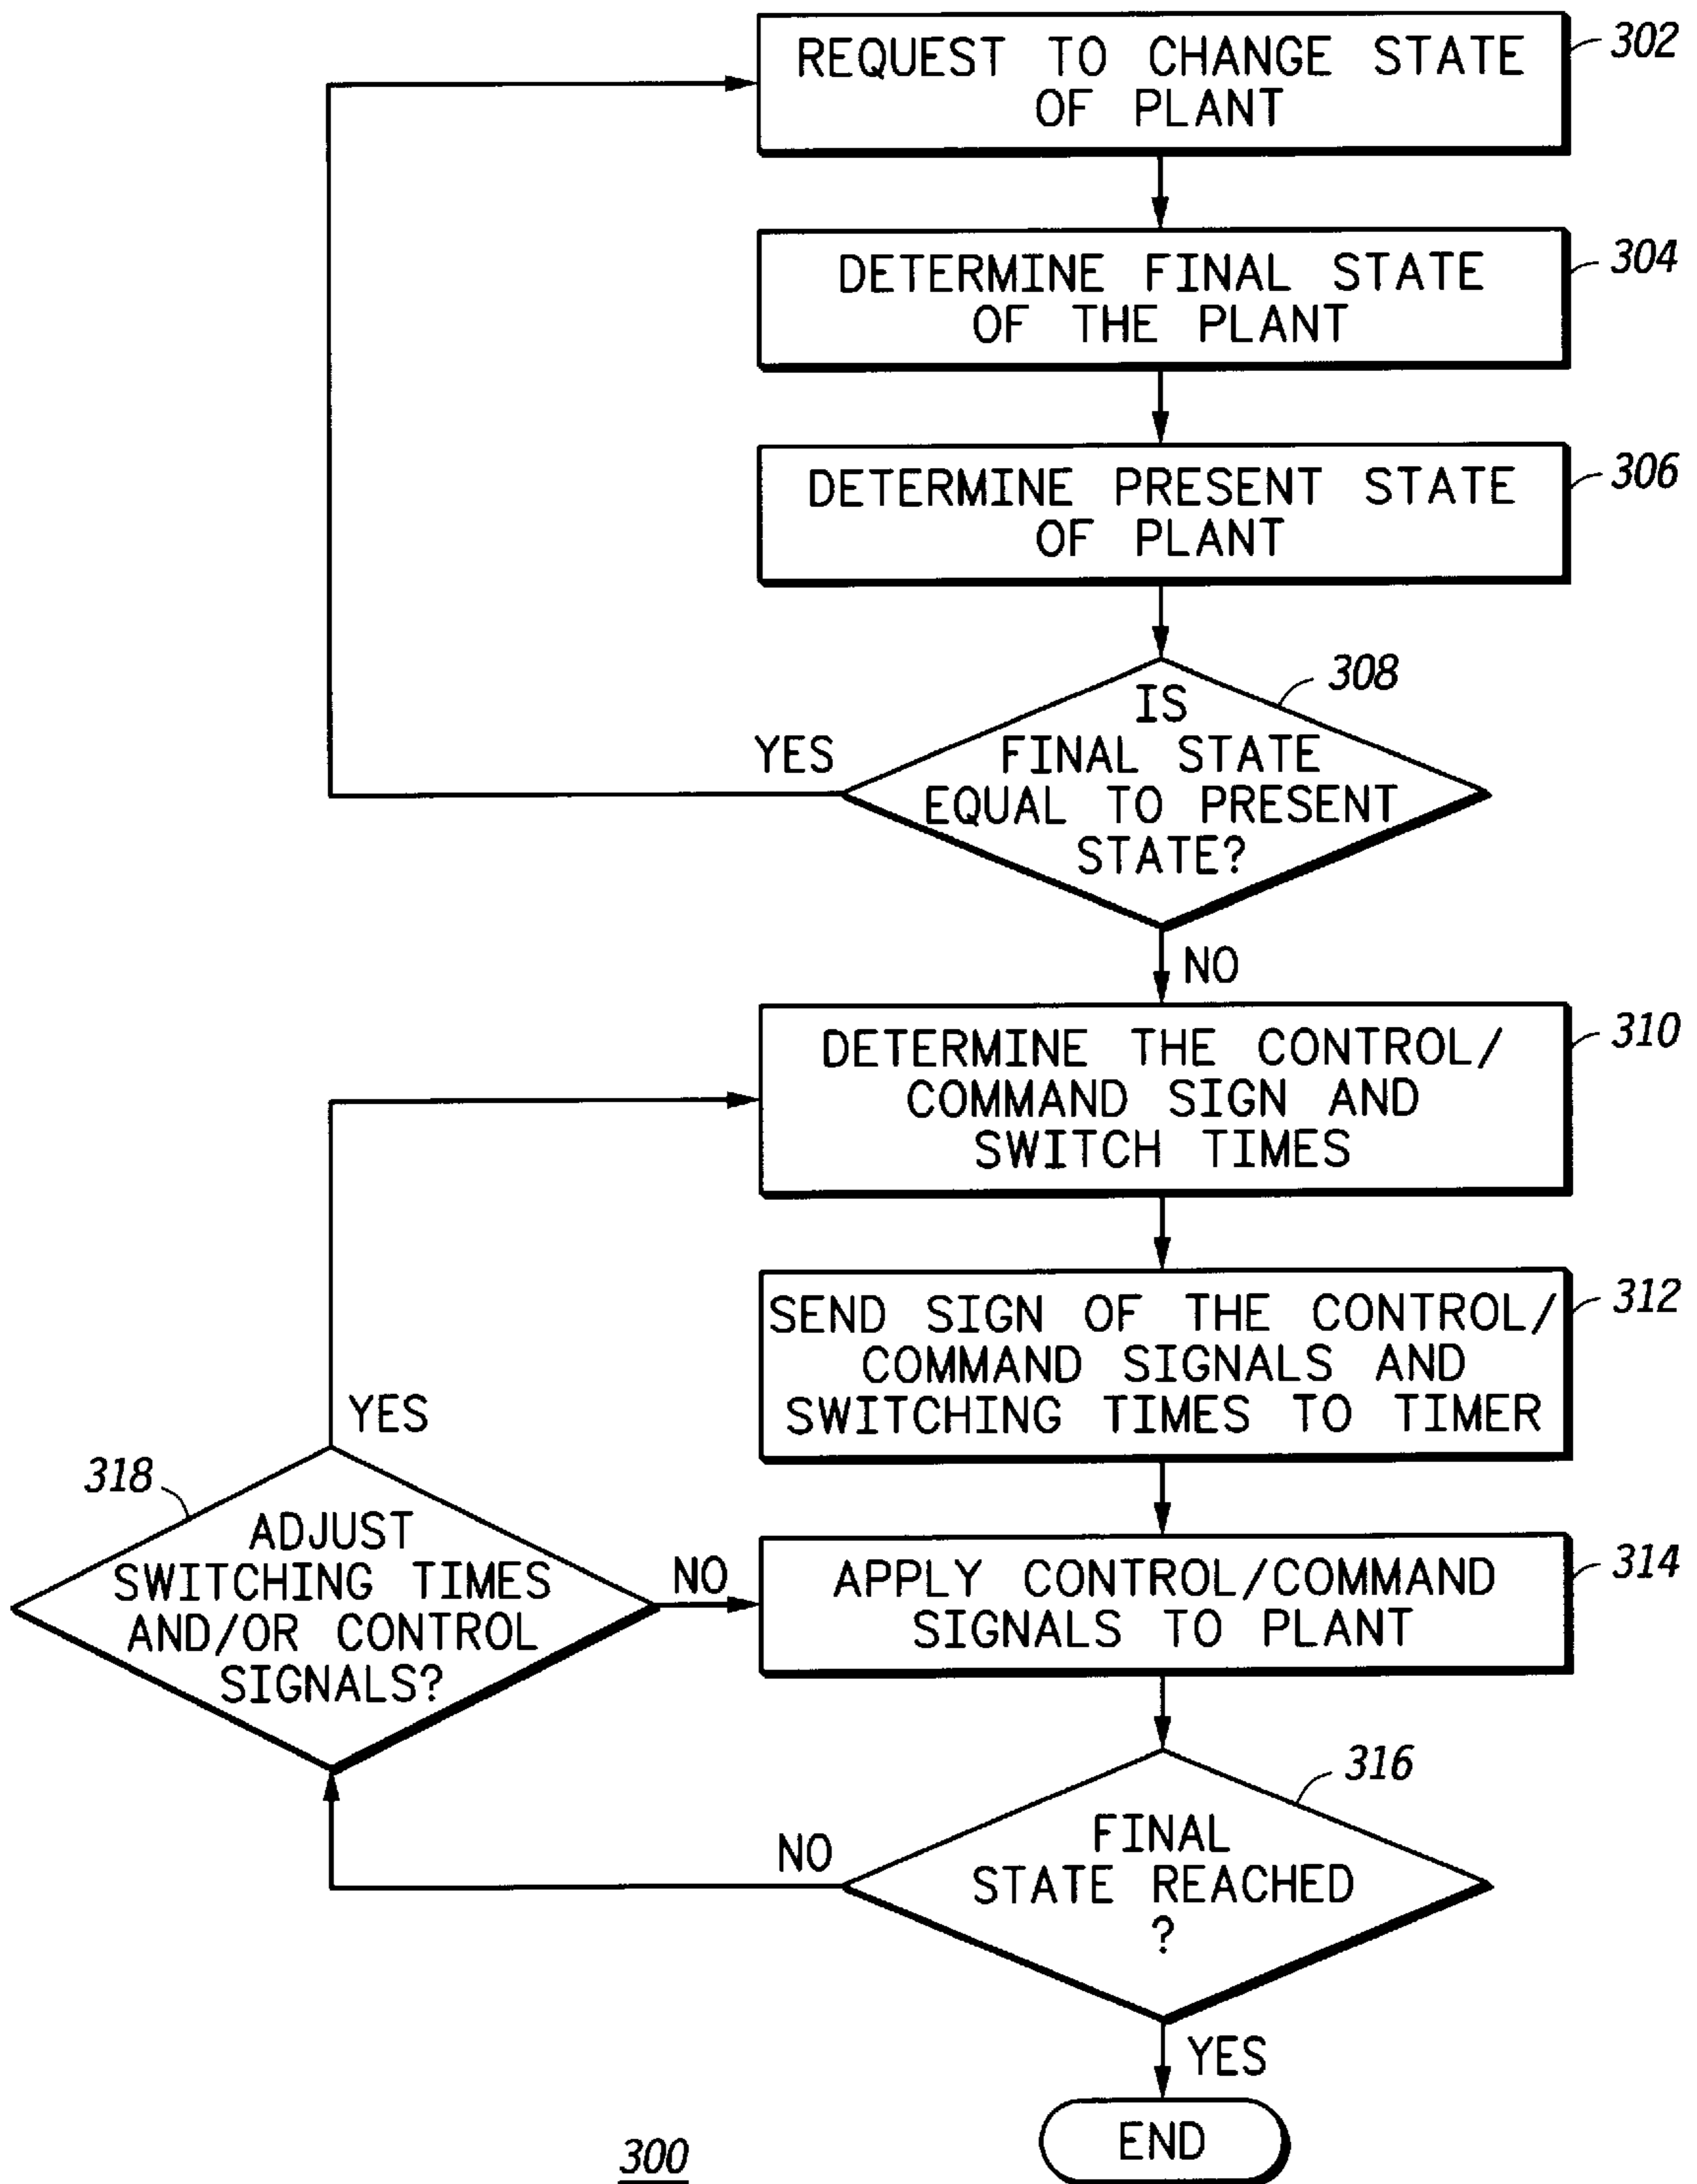 REQUEST TO CHANGE STATE
OF PLANT
302
DETERMINE FINAL STATE
OF THE PLANT
304
DETERMINE PRESENT STATE
OF PLANT
306
308
IS
FINAL STATE
EQUAL TO PRESENT
STATE?
YES
NO
DETERMINE THE CONTROL/
COMMAND SIGN AND
SWITCH TIMES
310
SEND SIGN OF THE CONTROL/
COMMAND SIGNALS AND
SWITCHING TIMES TO TIMER
312
YES
318
ADJUST
SWITCHING TIMES
AND/OR CONTROL
SIGNALS?
NO
APPLY CONTROL/COMMAND
SIGNALS TO PLANT
314
316
FINAL
STATE REACHED
?
NO
YES
END
300